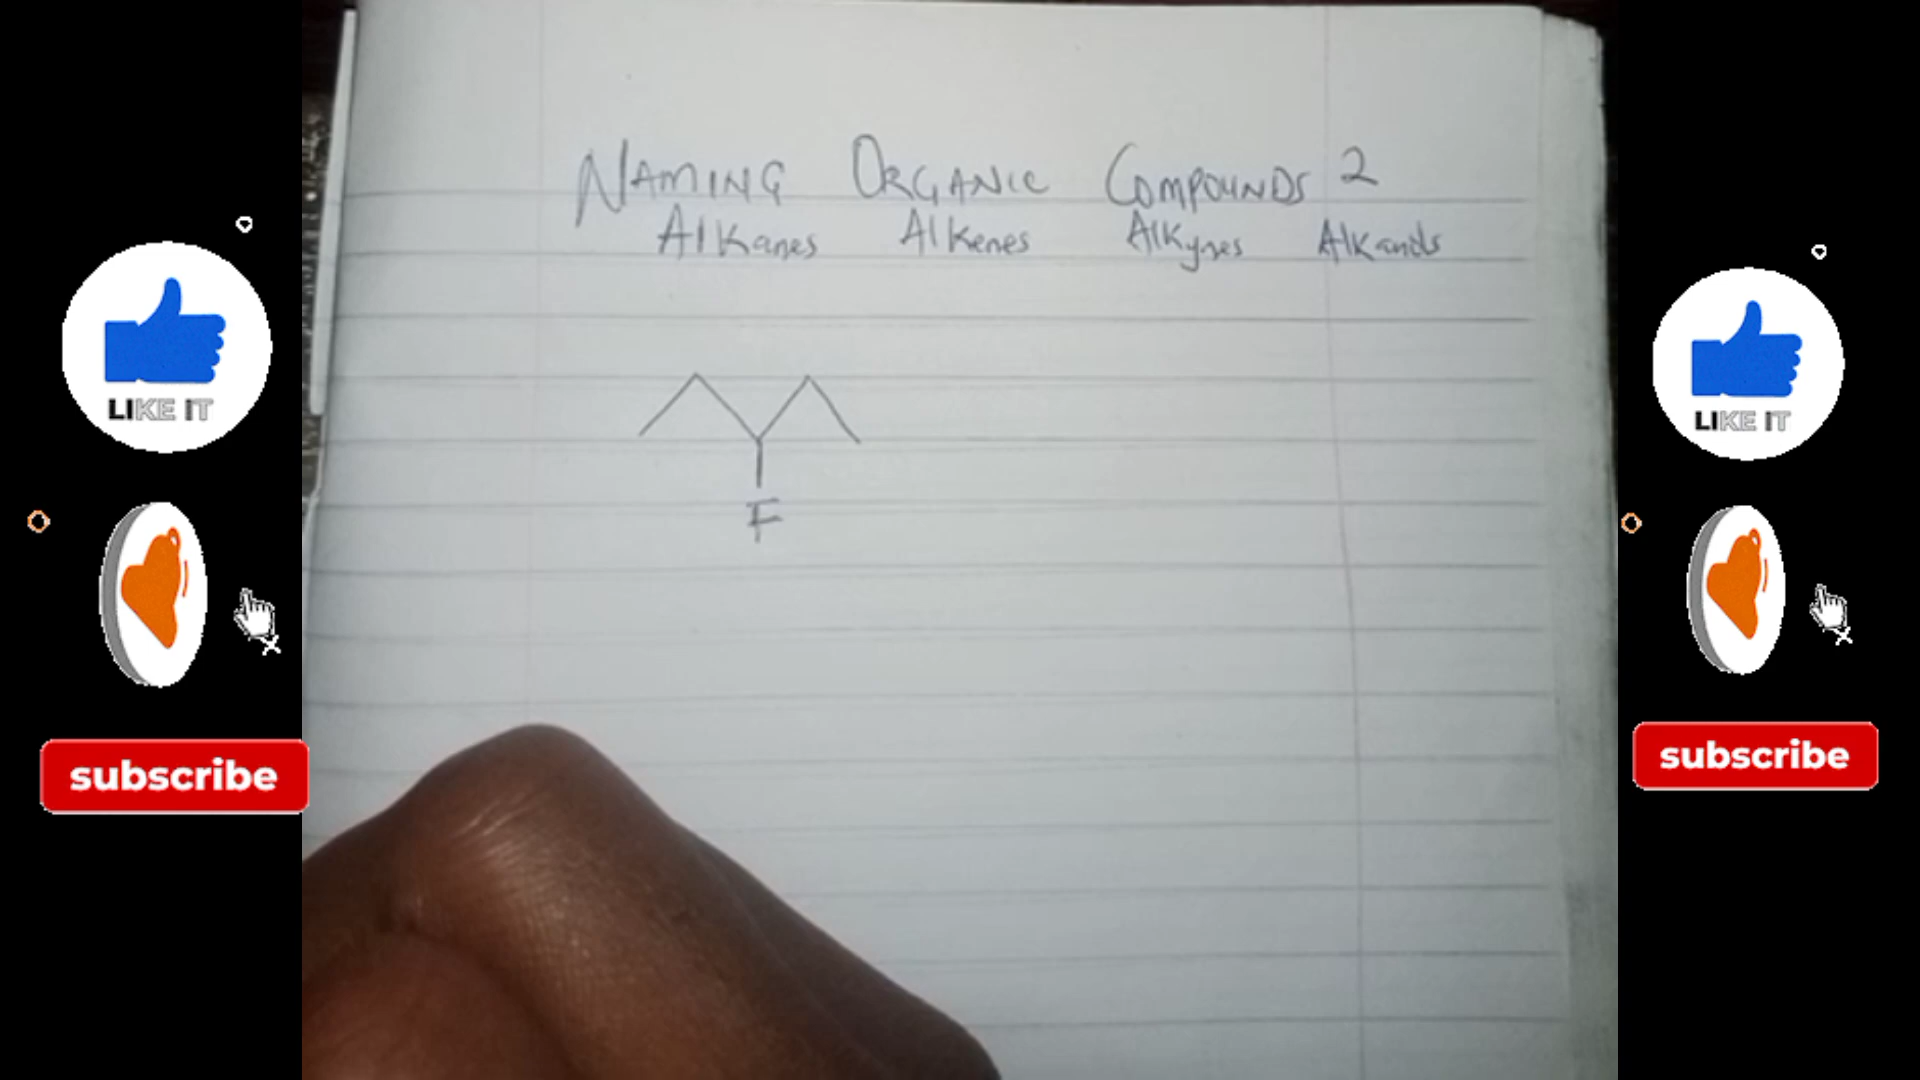 NAMING ORGANIC COMPOUNDS 2
Alkanes Alkenes Alkynes Alkanols
F
LIKE IT
LIKE IT
subscribe
subscribe